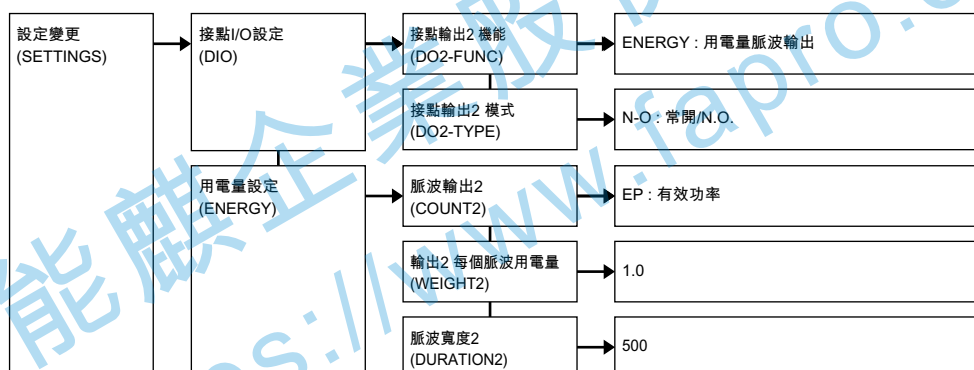 設定變更
(SETTINGS)
接點I/O設定
(DIO)
接點輸出2 機能
(DO2-FUNC)
ENERGY : 用電量脈波輸出
接點輸出2 模式
(DO2-TYPE)
N-O : 常開/N.O.
用電量設定
(ENERGY)
脈波輸出2
(COUNT2)
EP : 有效功率
輸出2 每個脈波用電量
(WEIGHT2)
1.0
脈波寬度2
(DURATION2)
500
能麒企業股
s://www.fapro.c